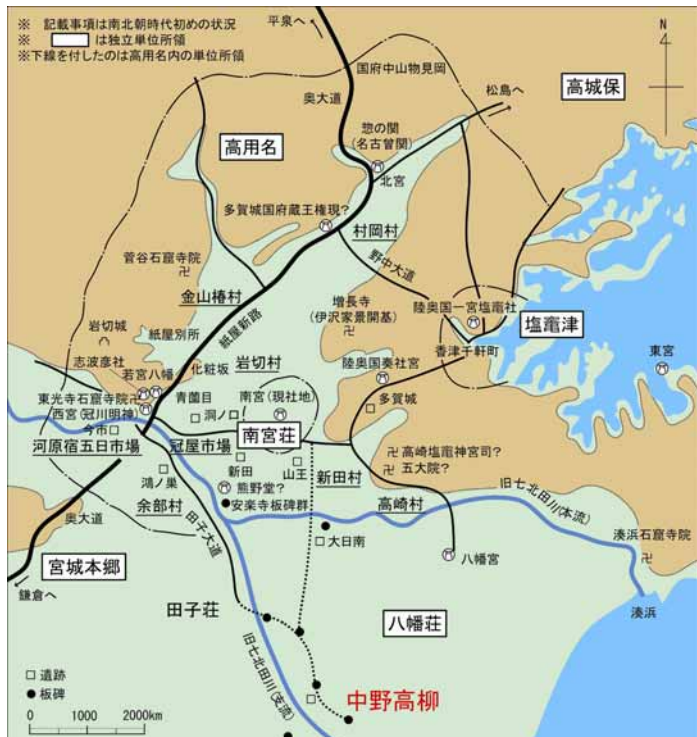 ※ 記載事項は南北朝時代初めの状況
※ は独立単位所領
※下線を付したのは高用名内の単位所領
平泉へ
国府中山物見岡
奥大道
松島へ
高城保
N
惣の関
(名古曾関)
高用名
北宮
多賀城国府蔵王権現?
村岡村
野中大道
菅谷石窟寺院
金山椿村
増長寺
(伊沢家景開基)
陸奥国一宮塩竈社
塩竈津
紙屋新路
岩切城
紙屋別所
香津千軒町
志波彦社
岩切村
陸奥国奏社宮
東宮
若宮八幡
化粧坂
東光寺石窟寺院
青薗目
南宮(現社地)
多賀城
西宮(冠川明神)
洞ノ口
今市
南宮荘
河原宿五日市場
冠屋市場
高崎塩竈神宮司?
五大院?
新田
山王
新田村
鴻ノ巣
熊野堂?
余部村
安楽寺板碑群
高崎村
旧七北田川(本流)
奥大道
田子大道
大日南
湊浜石窟寺院
宮城本郷
八幡宮
鎌倉へ
田子荘
八幡荘
湊浜
旧七北田川(支流)
遺跡
板碑
中野高柳
0 1000 2000km